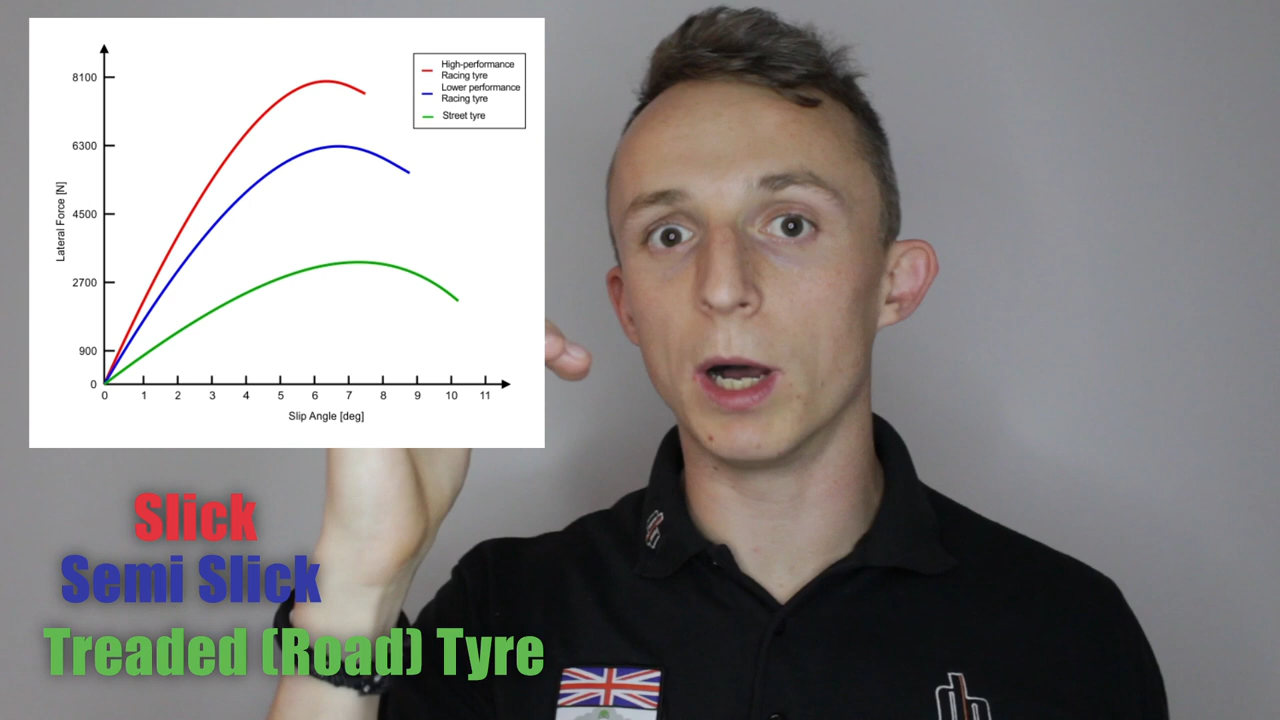 8100
6300
4500
2700
900
0
Lateral Force [N]
0 1 2 3 4 5 6 7 8 9 10 11
Slip Angle [deg]
High-performance
Racing tyre
Lower performance
Racing tyre
Street tyre
Slick
Semi Slick
Treaded (Road) Tyre